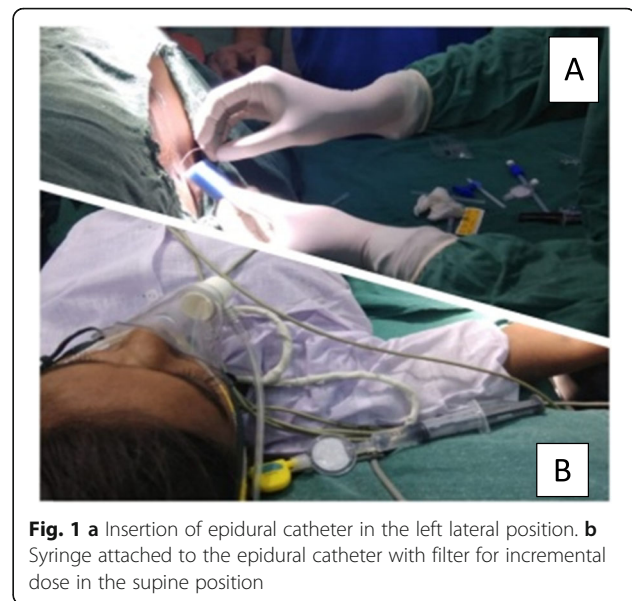 A
B
Fig. 1 a Insertion of epidural catheter in the left lateral position. b
Syringe attached to the epidural catheter with filter for incremental
dose in the supine position